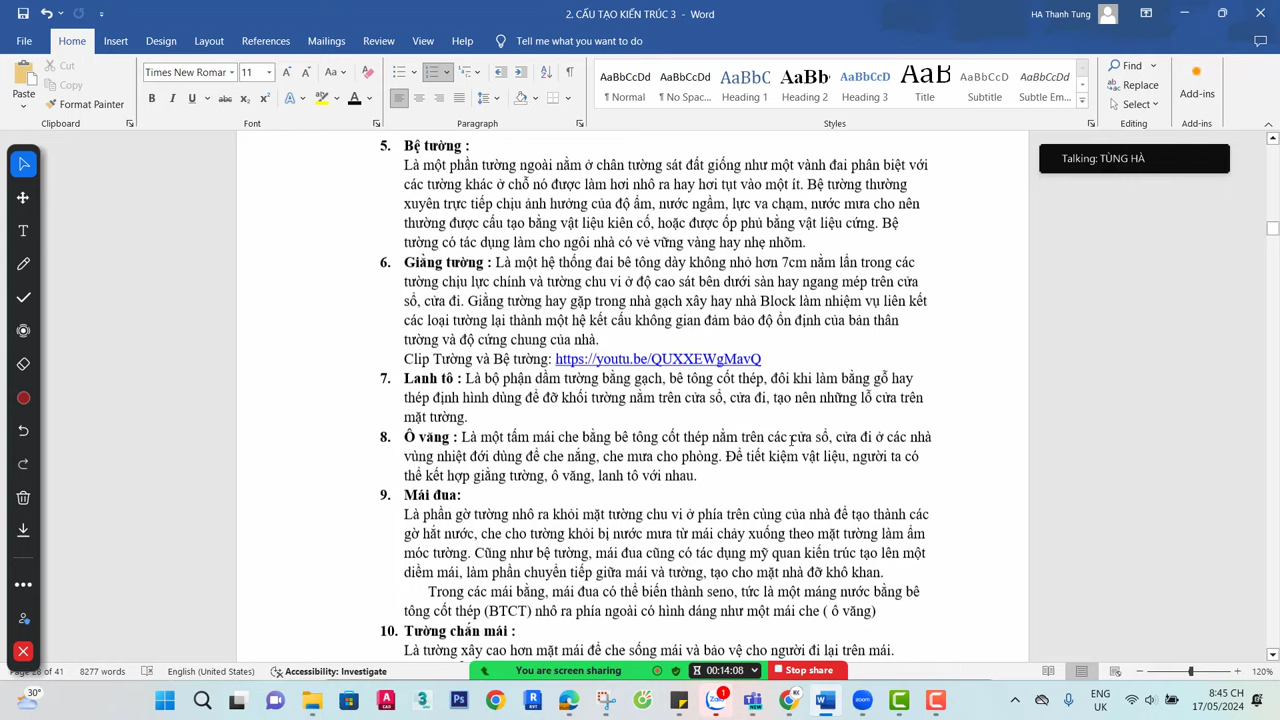 2. CẤU TẠO KIẾN TRÚC 3 - Word
HA Thanh Tung
File Home Insert Design Layout References Mailings Review View Help Tell me what you want to do
Cut
Copy
Paste
Format Painter
Times New Roman 11
AaBbCcDd AaBbCcDd AaBbC AaBb AaBbCcD AaB AaBbCcDd AaBbCcDd
¶ Normal ¶ No Spac... Heading 1 Heading 2 Heading 3 Title Subtitle Subtle Em...
Find
Replace
Select
Add-ins
Clipboard Font Paragraph Styles Editing Add-ins
Talking: TÙNG HÀ
5. Bệ tường :
Là một phần tường ngoài nằm ở chân tường sát đất giống như một vành đai phân biệt với
các tường khác ở chỗ nó được làm hơi nhô ra hay hơi tụt vào một ít. Bệ tường thường
xuyên trực tiếp chịu ảnh hưởng của độ ẩm, nước ngầm, lực va chạm, nước mưa cho nên
thường được cấu tạo bằng vật liệu kiên cố, hoặc được ốp phủ bằng vật liệu cứng. Bệ
tường có tác dụng làm cho ngôi nhà có vẻ vững vàng hay nhẹ nhõm.
6. Giằng tường : Là một hệ thống đai bê tông dày không nhỏ hơn 7cm nằm lẩn trong các
tường chịu lực chính và tường chu vi ở độ cao sát bên dưới sàn hay ngang mép trên cửa
sổ, cửa đi. Giằng tường hay gặp trong nhà gạch xây hay nhà Block làm nhiệm vụ liên kết
các loại tường lại thành một hệ kết cấu không gian đảm bảo độ ổn định của bản thân
tường và độ cứng chung của nhà.
Clip Tường và Bệ tường: https://youtu.be/QUXXEWgMavQ
7. Lanh tô : Là bộ phận dầm tường bằng gạch, bê tông cốt thép, đôi khi làm bằng gỗ hay
thép định hình dùng để đỡ khối tường nằm trên cửa sổ, cửa đi, tạo nên những lỗ cửa trên
mặt tường.
8. Ô văng : Là một tấm mái che bằng bê tông cốt thép nằm trên các cửa sổ, cửa đi ở các nhà
vùng nhiệt đới dùng để che nắng, che mưa cho phòng. Để tiết kiệm vật liệu, người ta có
thể kết hợp giằng tường, ô văng, lanh tô với nhau.
9. Mái đua:
Là phần gờ tường nhô ra khỏi mặt tường chu vi ở phía trên cùng của nhà để tạo thành các
gờ hắt nước, che cho tường khỏi bị nước mưa từ mái chảy xuống theo mặt tường làm ẩm
móc tường. Cũng như bệ tường, mái đua cũng có tác dụng mỹ quan kiến trúc tạo lên một
diềm mái, làm phần chuyển tiếp giữa mái và tường, tạo cho mặt nhà đỡ khô khan.
Trong các mái bằng, mái đua có thể biến thành seno, tức là một máng nước bằng bê
tông cốt thép (BTCT) nhô ra phía ngoài có hình dáng như một mái che ( ô văng)
10. Tường chắn mái :
Là tường xây cao hơn mặt mái để che sống mái và bảo vệ cho người đi lại trên mái.
of 41 8277 words English (United States) Accessibility: Investigate
You are screen sharing 00:14:08 Stop share
120%
30°
ENG
UK
8:45 CH
17/05/2024